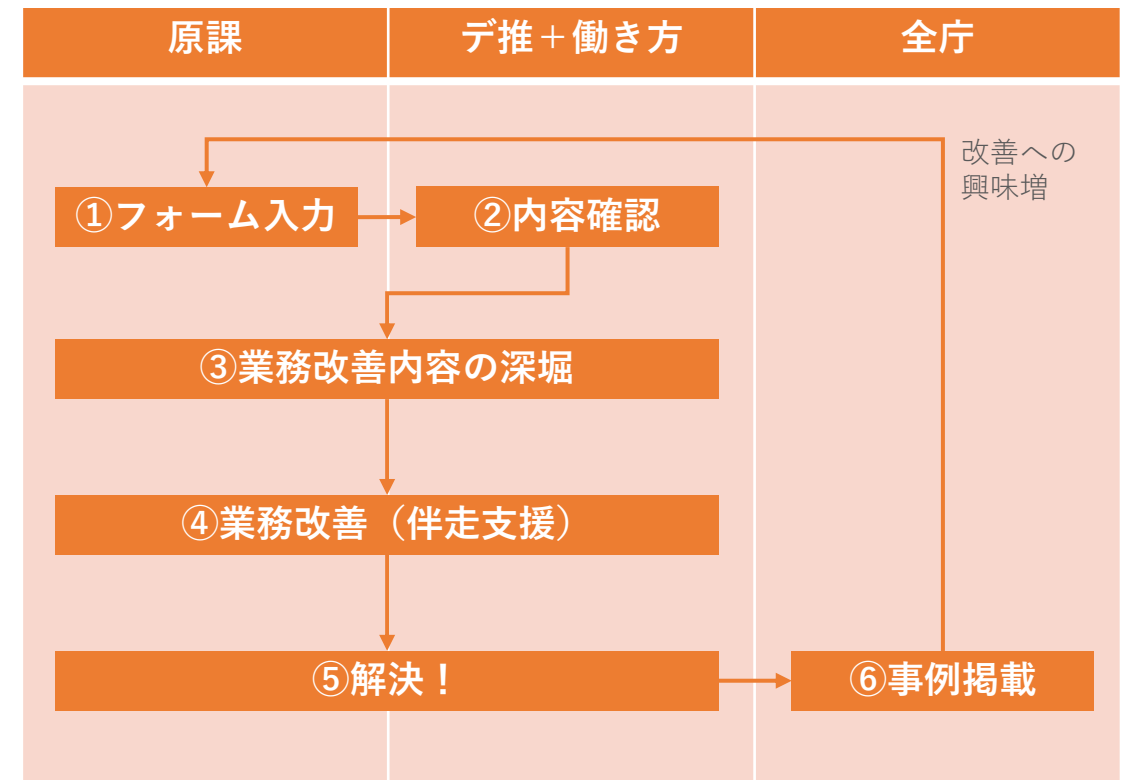 原課
デ推＋働き方
全庁
改善への
興味増
①フォーム入力
②内容確認
③業務改善内容の深堀
④業務改善（伴走支援）
⑤解決！
⑥事例掲載